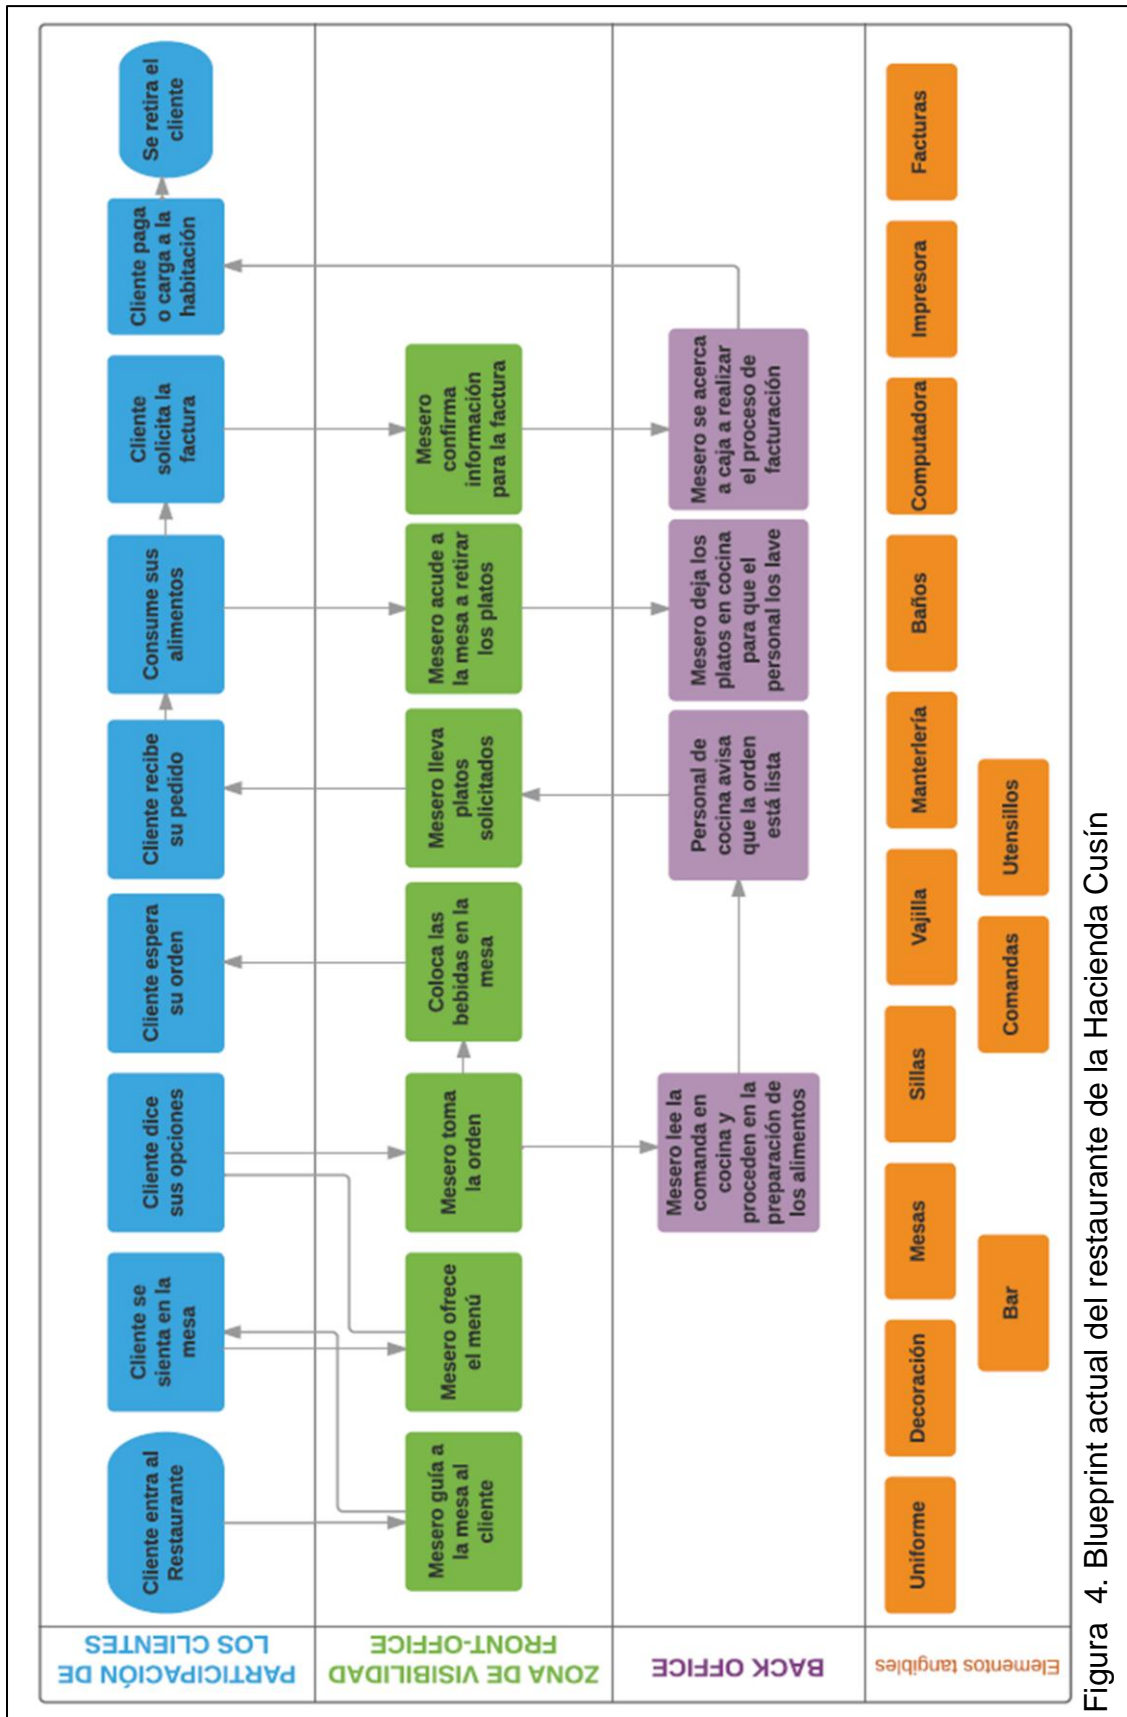 PARTICIPACIÓN DE
LOS CLIENTES
Cliente entra al
Restaurante
Cliente se
sienta en la
mesa
Cliente dice
sus opciones
Cliente espera
su orden
Cliente recibe
su pedido
Consume sus
alimentos
Cliente
solicita la
factura
Cliente paga
o carga a la
habitación
Se retira el
cliente
ZONA DE VISIBILIDAD
FRONT-OFFICE
Mesero guía a
la mesa al
cliente
Mesero ofrece
el menú
Mesero toma
la orden
Coloca las
bebidas en la
mesa
Mesero lleva
platos
solicitados
Mesero acude a
la mesa a retirar
los platos
Mesero
confirma
información
para la factura
BACK OFFICE
Mesero lee la
comanda en
cocina y
proceden en la
preparación de
los alimentos
Personal de
cocina avisa
que la orden
está lista
Mesero deja los
platos en cocina
para que el
personal los lave
Mesero se acerca
a caja a realizar
el proceso de
facturación
Elementos tangibles
Uniforme
Decoración
Mesas
Sillas
Vajilla
Manterlería
Baños
Computadora
Impresora
Facturas
Bar
Comandas
Utensillos
Figura 4. Blueprint actual del restaurante de la Hacienda Cusín